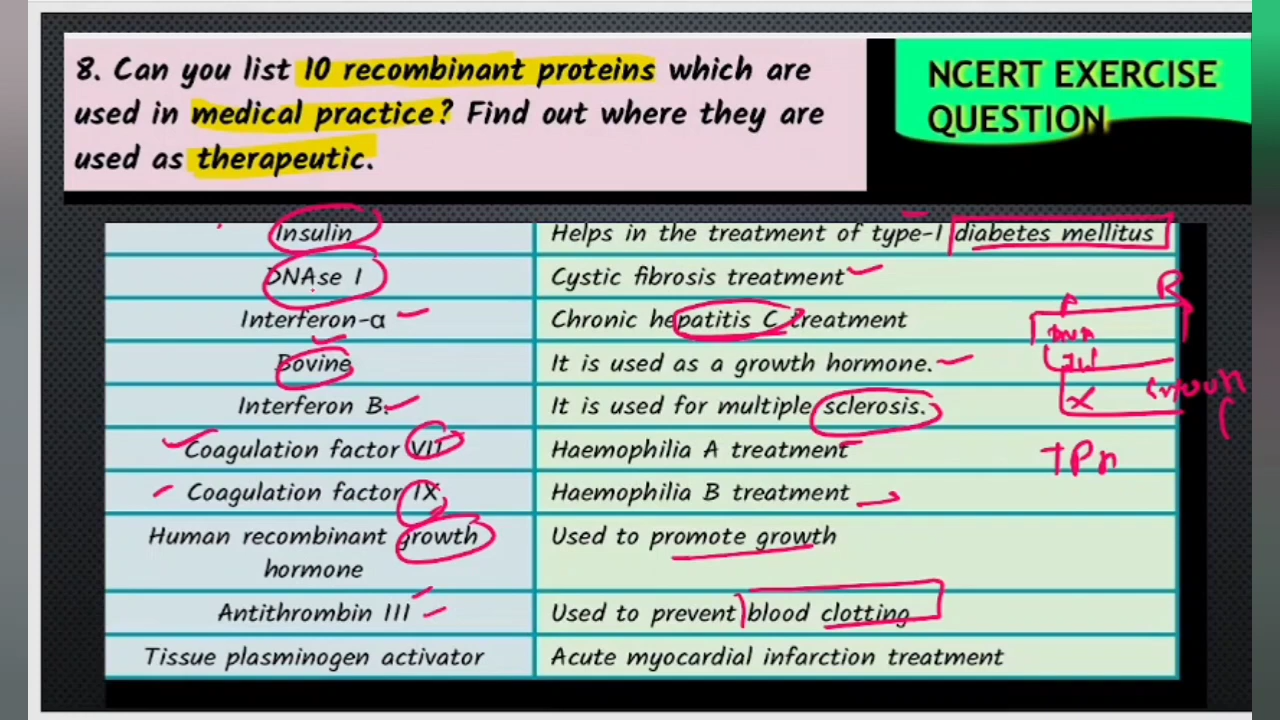 8. Can you list 10 recombinant proteins which are
used in medical practice? Find out where they are
used as therapeutic.
NCERT EXERCISE
QUESTION
Insulin Helps in the treatment of type-I diabetes mellitus
DNAse I Cystic fibrosis treatment
Interferon-α Chronic hepatitis C treatment
Bovine It is used as a growth hormone.
Interferon B. It is used for multiple sclerosis.
Coagulation factor VII Haemophilia A treatment
Coagulation factor IX Haemophilia B treatment
Human recombinant growth Used to promote growth
hormone
Antithrombin III Used to prevent blood clotting
Tissue plasminogen activator Acute myocardial infarction treatment
R